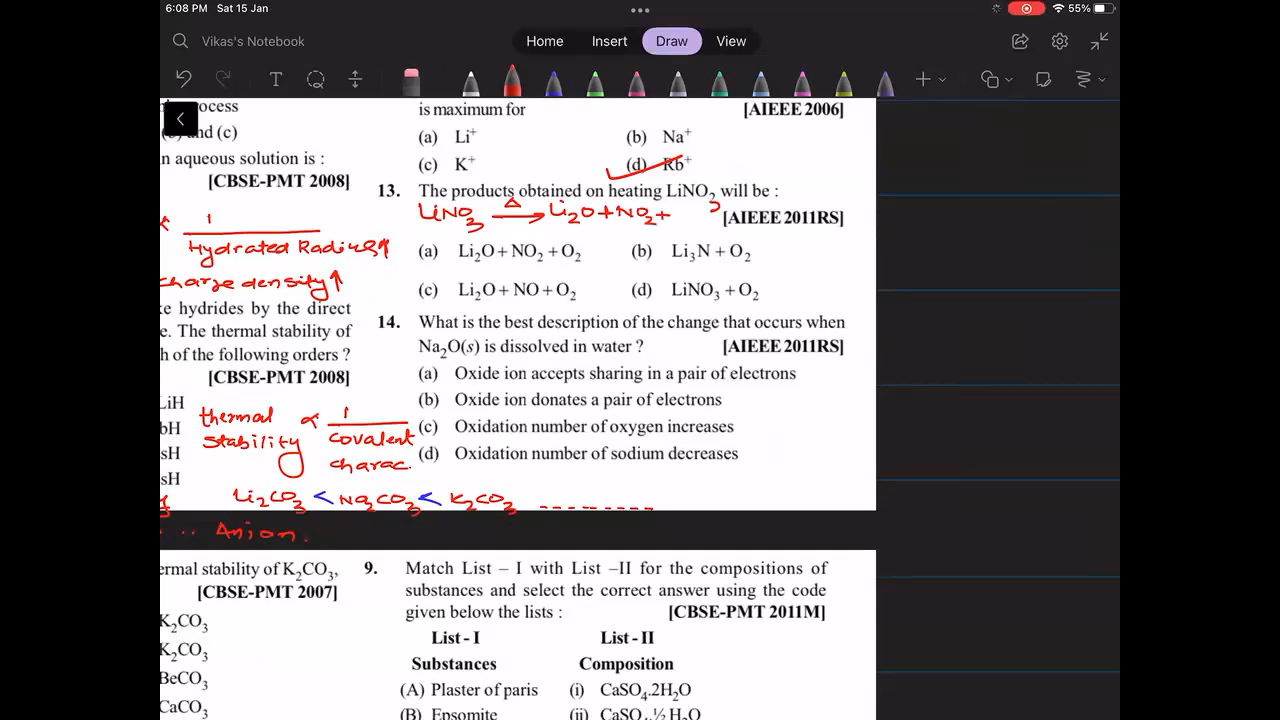 6:08 PM Sat 15 Jan
55%
Vikas's Notebook
Home Insert Draw View
process
and (c)
n aqueous solution is :
[CBSE-PMT 2008]
1
Hydrated Radius
charge density
ke hydrides by the direct
e. The thermal stability of
h of the following orders ?
[CBSE-PMT 2008]
LiH
bH
sH
sH
thermal stability ∝ 1
covalent charac.
Li₂CO₃ < Na₂CO₃ < K₂CO₃ ---------
Anion.
is maximum for [AIEEE 2006]
(a) Li⁺ (b) Na⁺
(c) K⁺ (d) Rb⁺
13. The products obtained on heating LiNO₂ will be :
LiNO₃ Δ→ Li₂O + NO₂ +
[AIEEE 2011RS]
(a) Li₂O + NO₂ + O₂ (b) Li₃N + O₂
(c) Li₂O + NO + O₂ (d) LiNO₃ + O₂
14. What is the best description of the change that occurs when
Na₂O(s) is dissolved in water ? [AIEEE 2011RS]
(a) Oxide ion accepts sharing in a pair of electrons
(b) Oxide ion donates a pair of electrons
(c) Oxidation number of oxygen increases
(d) Oxidation number of sodium decreases
ermal stability of K₂CO₃,
[CBSE-PMT 2007]
K₂CO₃
K₂CO₃
BeCO₃
CaCO₃
9. Match List – I with List –II for the compositions of
substances and select the correct answer using the code
given below the lists : [CBSE-PMT 2011M]
List - I List - II
Substances Composition
(A) Plaster of paris (i) CaSO₄.2H₂O
(B) Epsomite (ii) CaSO₄.½ H₂O